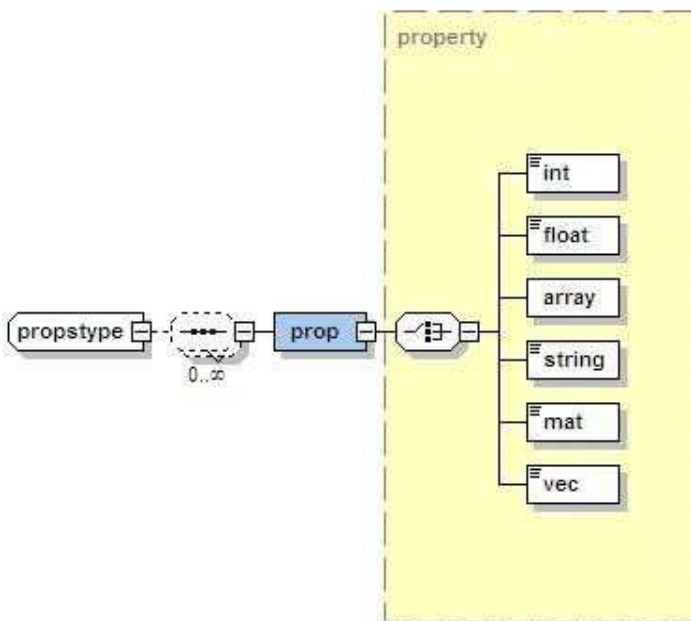 property
int
float
array
propstype
prop
string
0..∞
mat
vec